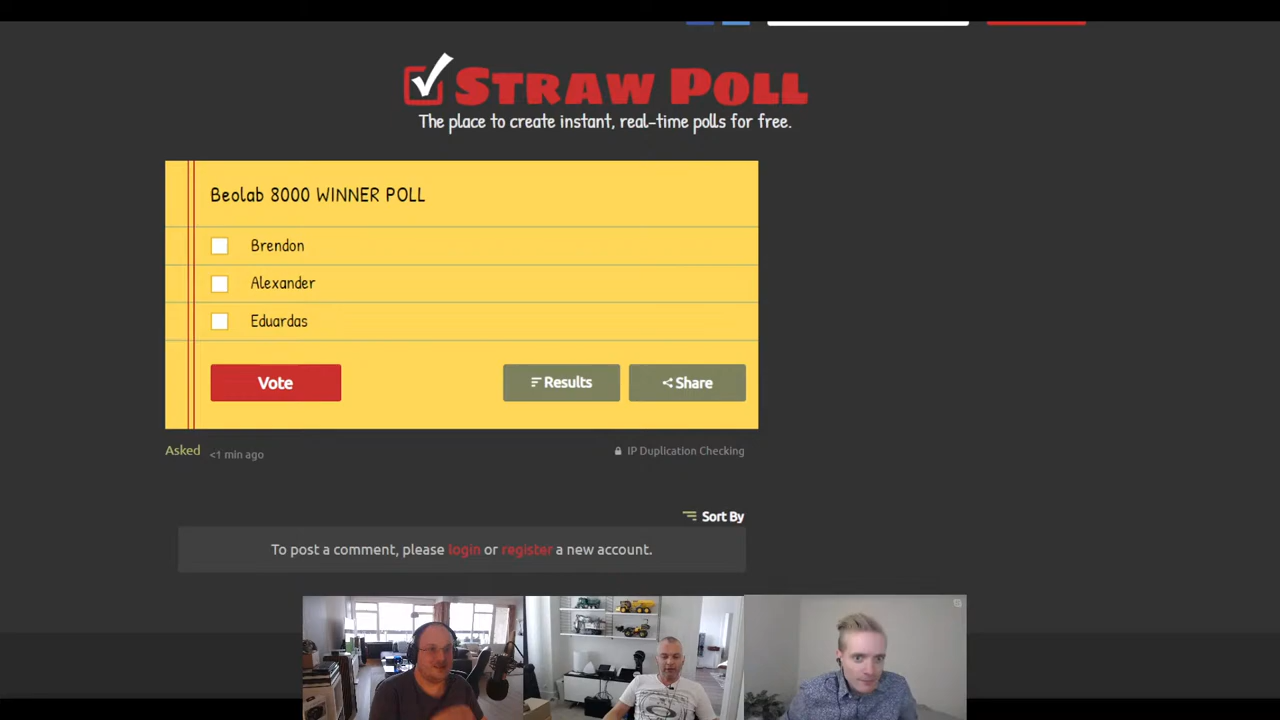 STRAW POLL
The place to create instant, real-time polls for free.
Beolab 8000 WINNER POLL
Brendon
Alexander
Eduardas
Vote
Results
Share
Asked <1 min ago
IP Duplication Checking
Sort By
To post a comment, please login or register a new account.